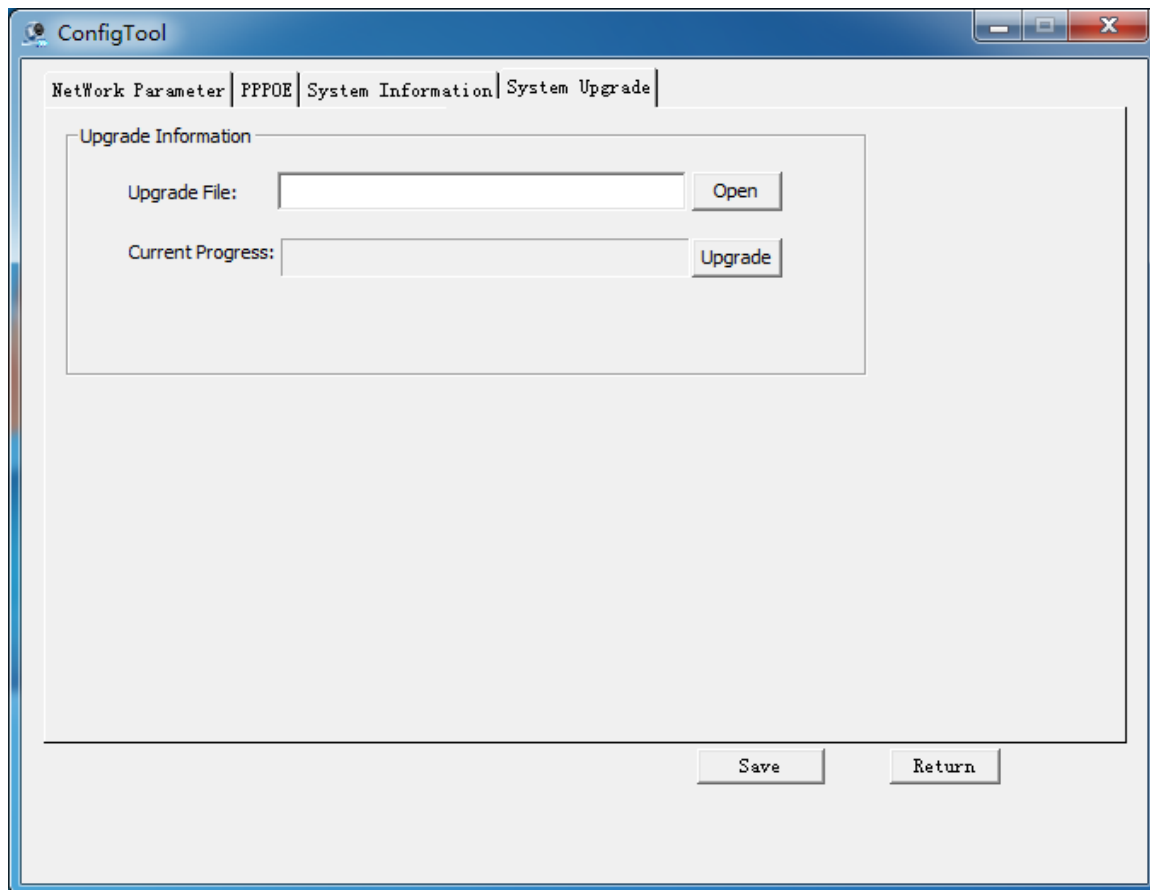 ConfigTool
NetWork Parameter PPPOE System Information System Upgrade
Upgrade Information
Upgrade File: Open
Current Progress: Upgrade
Save Return